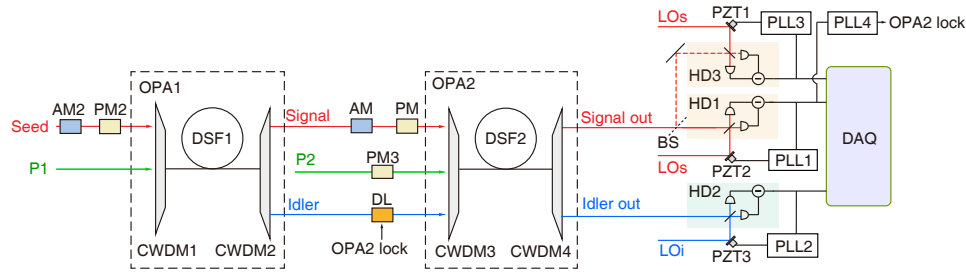 LOs
PZT1
PLL3
PLL4
OPA2 lock
HD3
OPA1
OPA2
AM2
PM2
CWDM1
CWDM2
Seed
DSF1
Signal
AM
PM
DSF2
Signal out
HD1
BS
LOs
PZT2
PLL1
DAQ
P1
P2
PM3
Idler
DL
OPA2 lock
CWDM3
CWDM4
Idler out
HD2
LOi
PZT3
PLL2